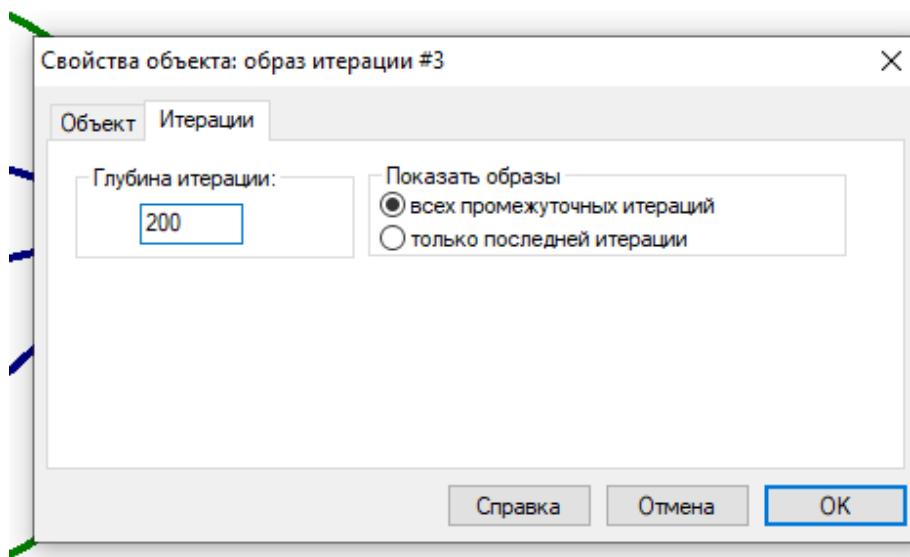 Свойства объекта: образ итерации #3
Объект Итерации
Глубина итерации: Показать образы
200 всех промежуточных итераций
только последней итерации
Справка Отмена OK